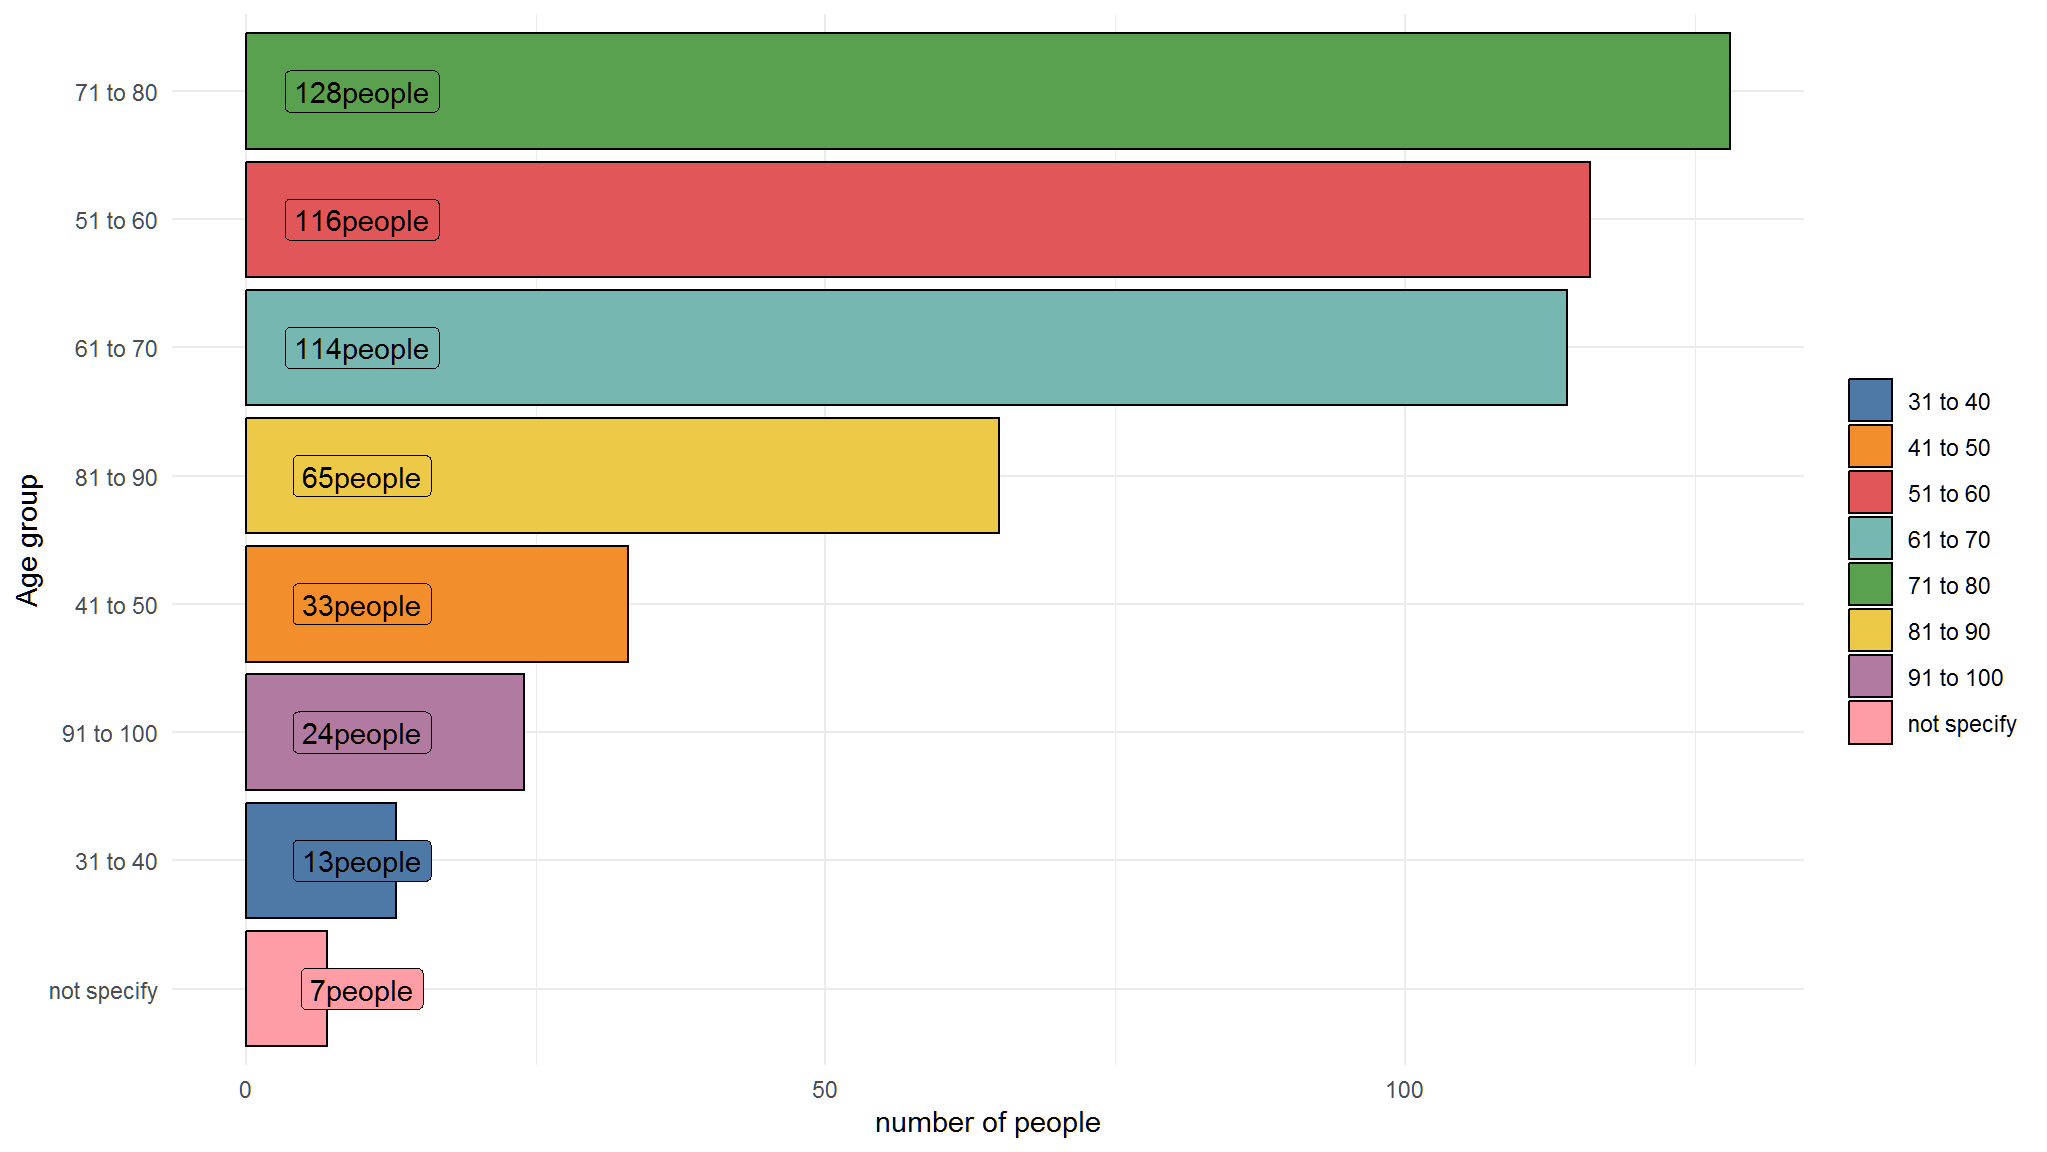 71 to 80
128people
51 to 60
116people
61 to 70
114people
81 to 90
65people
41 to 50
33people
91 to 100
24people
31 to 40
13people
not specify
7people
Age group
0
50
100
number of people
31 to 40
41 to 50
51 to 60
61 to 70
71 to 80
81 to 90
91 to 100
not specify